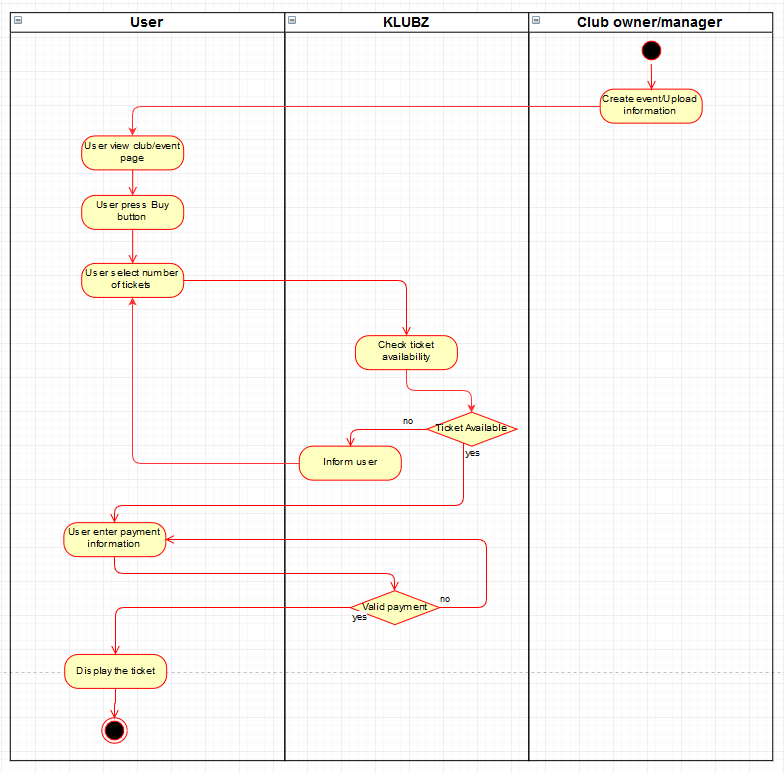 User
KLUBZ
Club owner/manager
Create event/Upload
information
User view club/event
page
User press Buy
button
User select number
of tickets
Check ticket
availability
no
Ticket Available
yes
Inform user
User enter payment
information
no
Valid payment
yes
Display the ticket